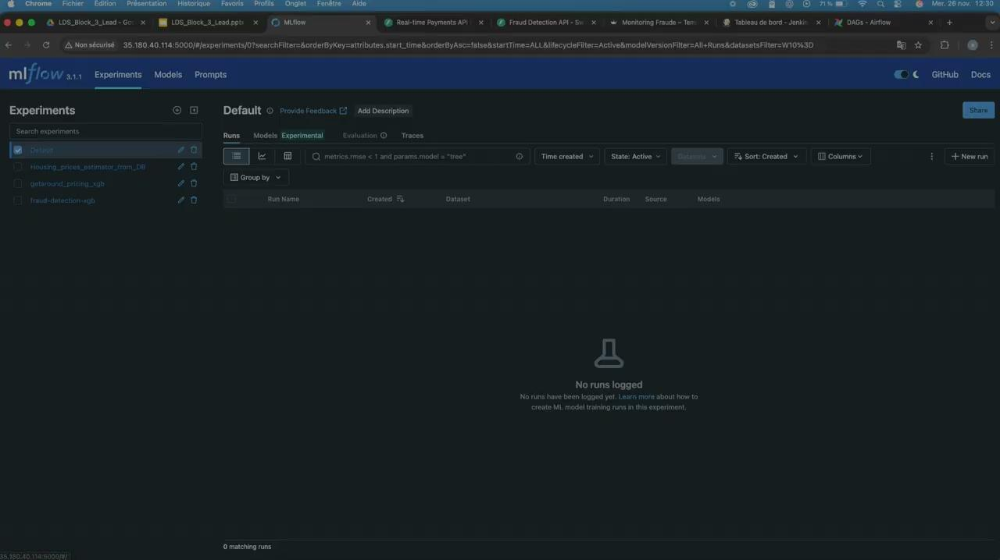 Chrome Fichier Édition Présentation Historique Favoris Profils Onglet Fenêtre Aide 71 % Mer. 26 nov. 12:30
LDS_Block_3_Lead - Goo LDS_Block_3_Lead.pptx MLflow Real-time Payments API Fraud Detection API - Sw Monitoring Fraude – Tem Tableau de bord - Jenkin DAGs - Airflow
Non sécurisé 35.180.40.114:5000/#/experiments/0?searchFilter=&orderByKey=attributes.start_time&orderByAsc=false&startTime=ALL&lifecycleFilter=Active&modelVersionFilter=All+Runs&datasetsFilter=W10%3D
mlflow 3.1.1 Experiments Models Prompts GitHub Docs
Experiments Default Provide Feedback Add Description Share
Search experiments
Runs Models Experimental Evaluation Traces
Default
metrics.rmse < 1 and params.model = "tree" Time created State: Active Datasets Sort: Created Columns New run
Housing_prices_estimator_from_DB
Group by
getaround_pricing_xgb
fraud-detection-xgb
Run Name Created Dataset Duration Source Models
No runs logged
No runs have been logged yet. Learn more about how to
create ML model training runs in this experiment.
0 matching runs
35.180.40.114:5000/#/